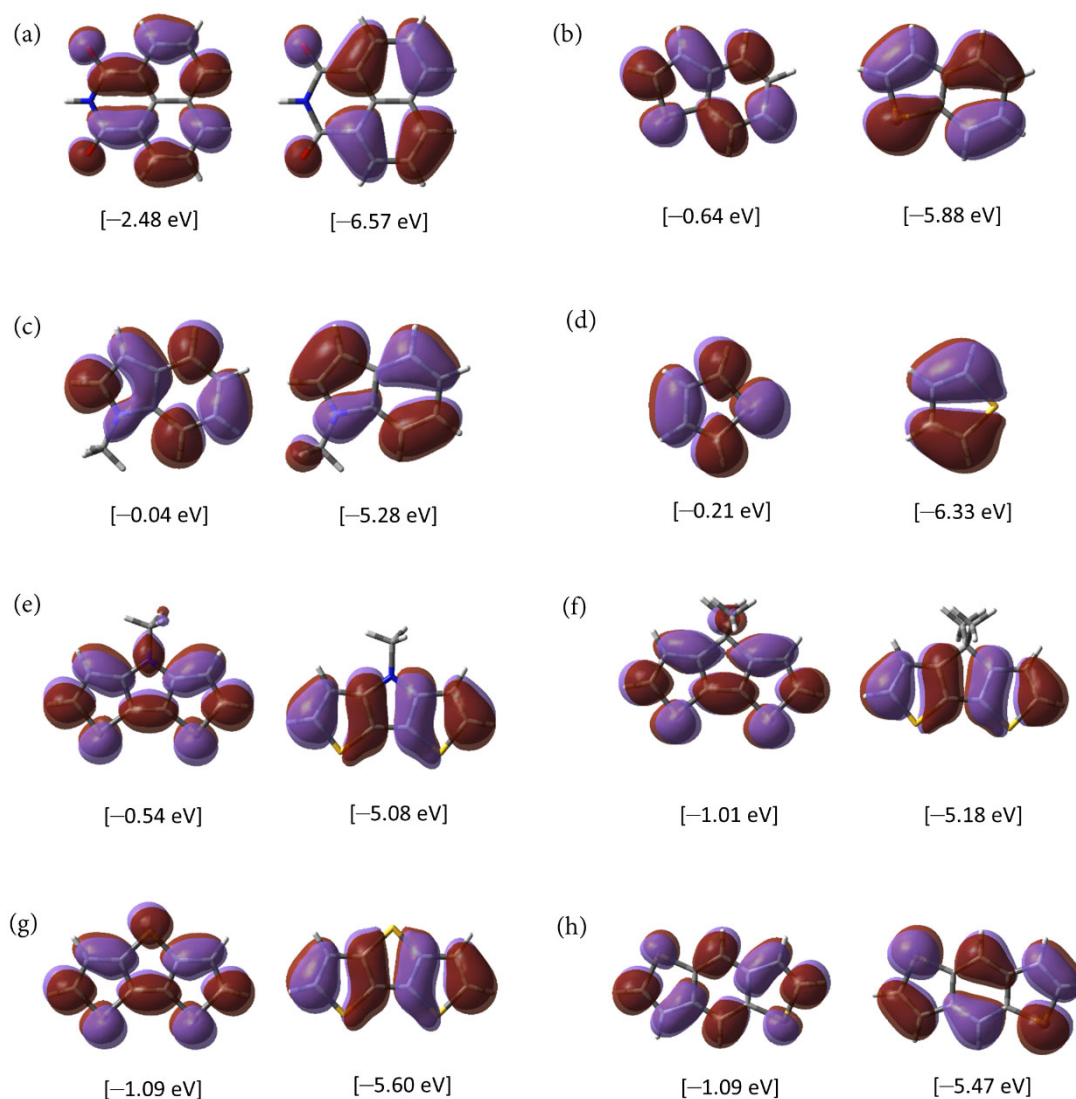 (a)
(b)
[−2.48 eV] [−6.57 eV]
[−0.64 eV] [−5.88 eV]
(c)
(d)
[−0.04 eV] [−5.28 eV]
[−0.21 eV] [−6.33 eV]
(e)
(f)
[−0.54 eV] [−5.08 eV]
[−1.01 eV] [−5.18 eV]
(g)
(h)
[−1.09 eV] [−5.60 eV]
[−1.09 eV] [−5.47 eV]